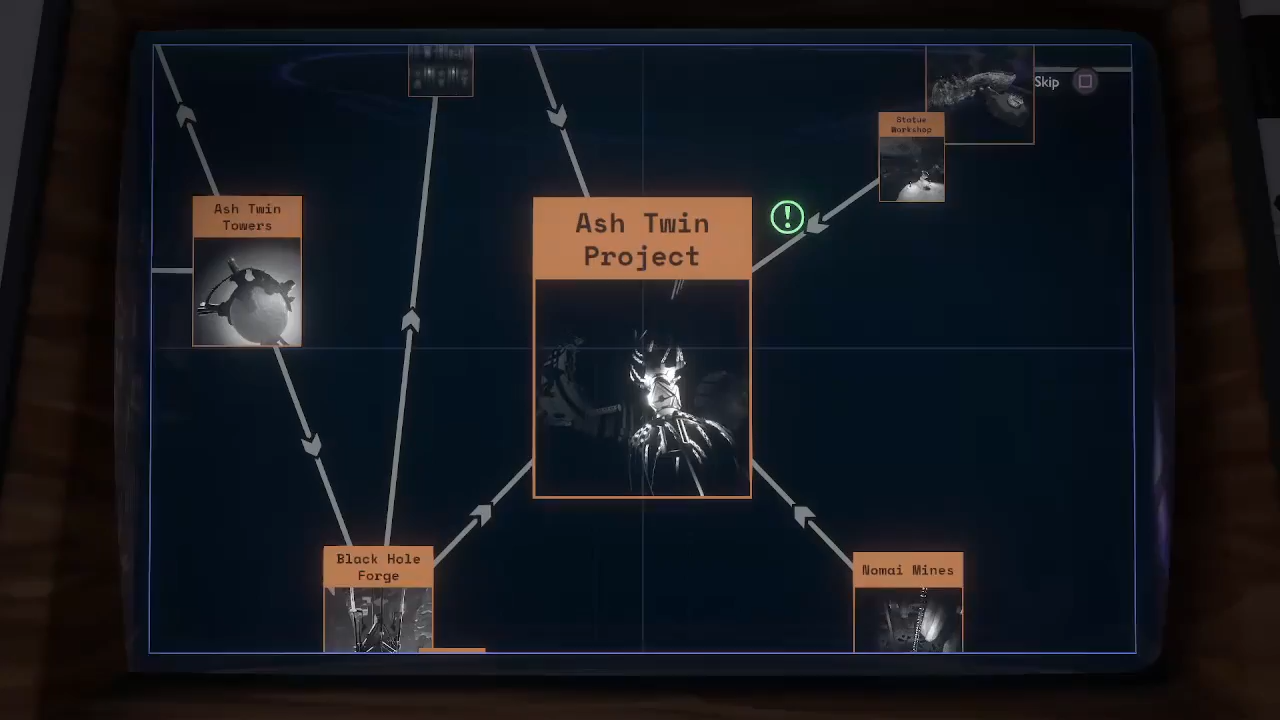 Skip
Statue
Workshop
Ash Twin
Towers
Ash Twin
Project
!
Black Hole
Forge
Nomai Mines